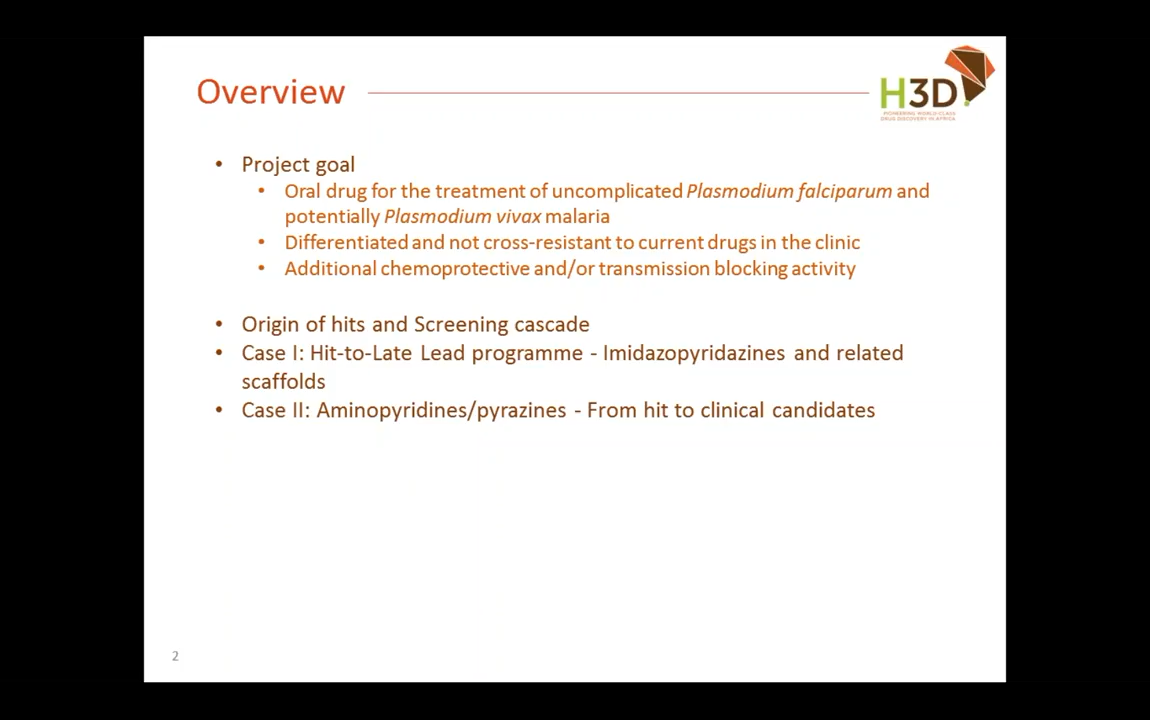 Overview
H3D
PIONEERING WORLD-CLASS
DRUG DISCOVERY IN AFRICA
• Project goal
• Oral drug for the treatment of uncomplicated Plasmodium falciparum and
potentially Plasmodium vivax malaria
• Differentiated and not cross-resistant to current drugs in the clinic
• Additional chemoprotective and/or transmission blocking activity
• Origin of hits and Screening cascade
• Case I: Hit-to-Late Lead programme - Imidazopyridazines and related
scaffolds
• Case II: Aminopyridines/pyrazines - From hit to clinical candidates
2